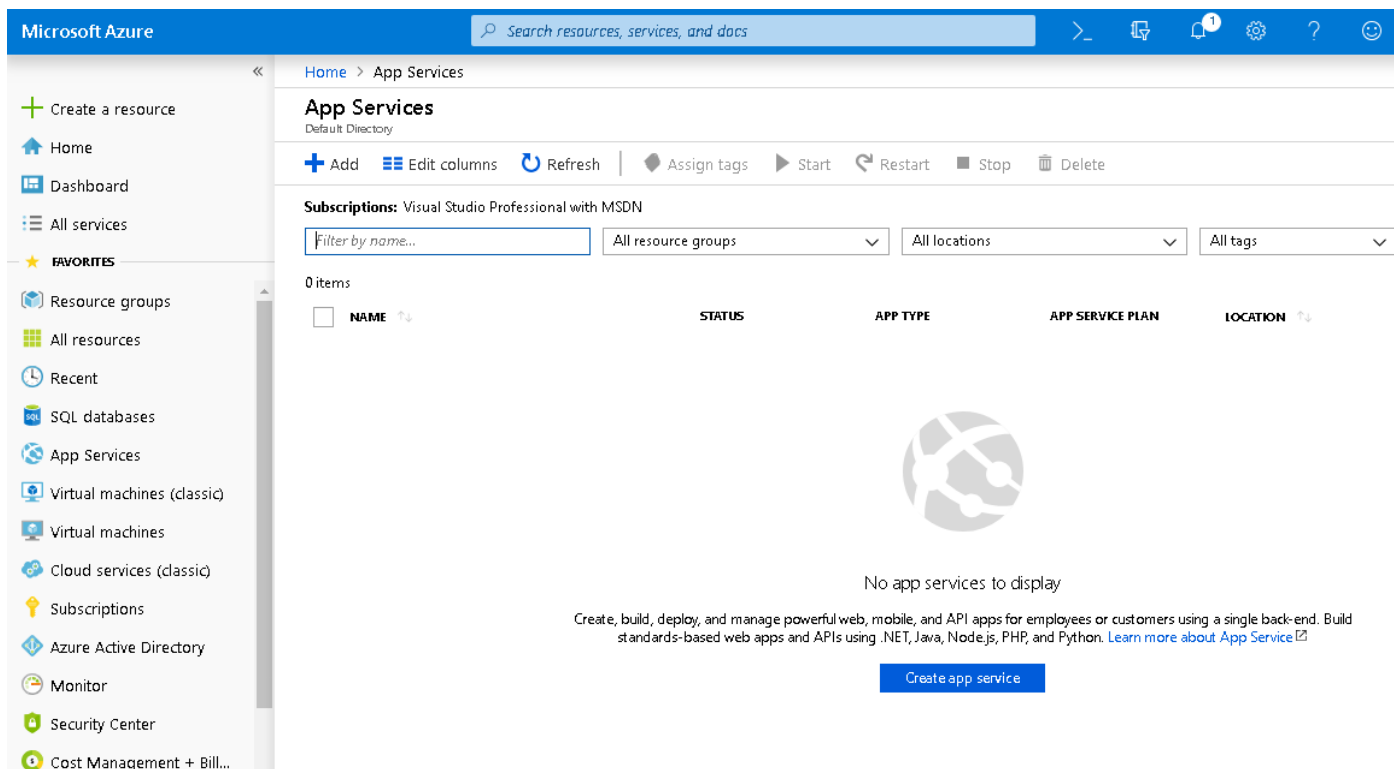 Microsoft Azure
Search resources, services, and docs
1
Create a resource
Home
Dashboard
All services
FAVORITES
Resource groups
All resources
Recent
SQL
SQL databases
App Services
Virtual machines (classic)
Virtual machines
Cloud services (classic)
Subscriptions
Azure Active Directory
Monitor
Security Center
Cost Management + Bill...
Home > App Services
App Services
Default Directory
Add Edit columns Refresh Assign tags Start Restart Stop Delete
Subscriptions: Visual Studio Professional with MSDN
Filter by name... All resource groups All locations All tags
0 items
NAME STATUS APP TYPE APP SERVICE PLAN LOCATION
No app services to display
Create, build, deploy, and manage powerful web, mobile, and API apps for employees or customers using a single back-end. Build
standards-based web apps and APIs using .NET, Java, Node.js, PHP, and Python. Learn more about App Service
Create app service